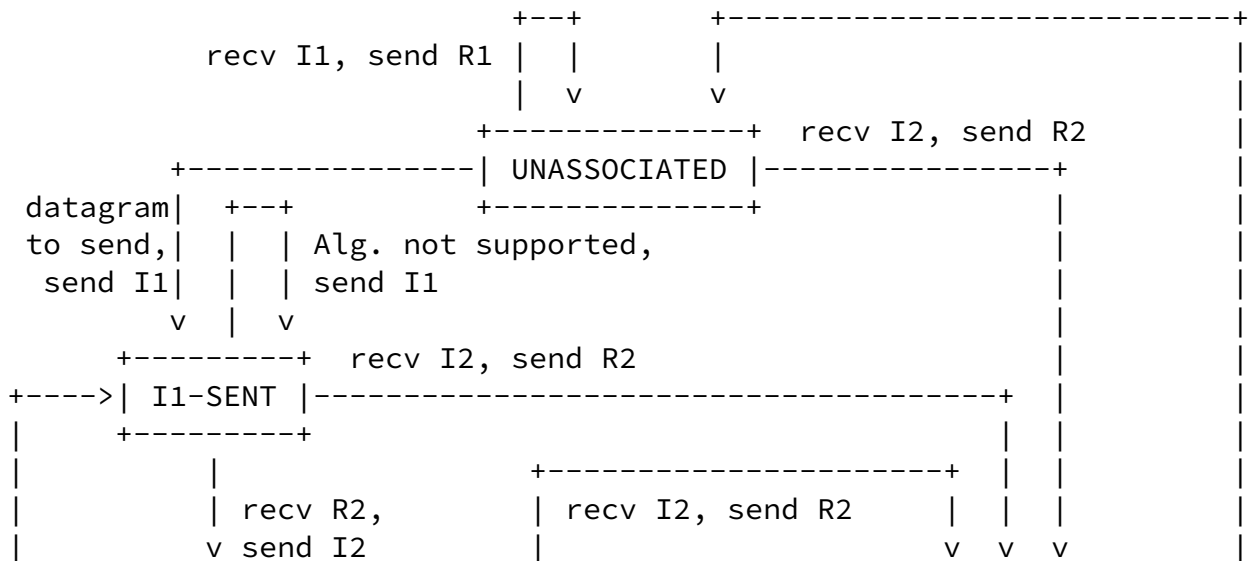 recv I1, send R1
recv I2, send R2
UNASSOCIATED
datagram
to send,
Alg. not supported,
send I1
send I1
recv I2, send R2
I1-SENT
recv R2,
recv I2, send R2
send I2